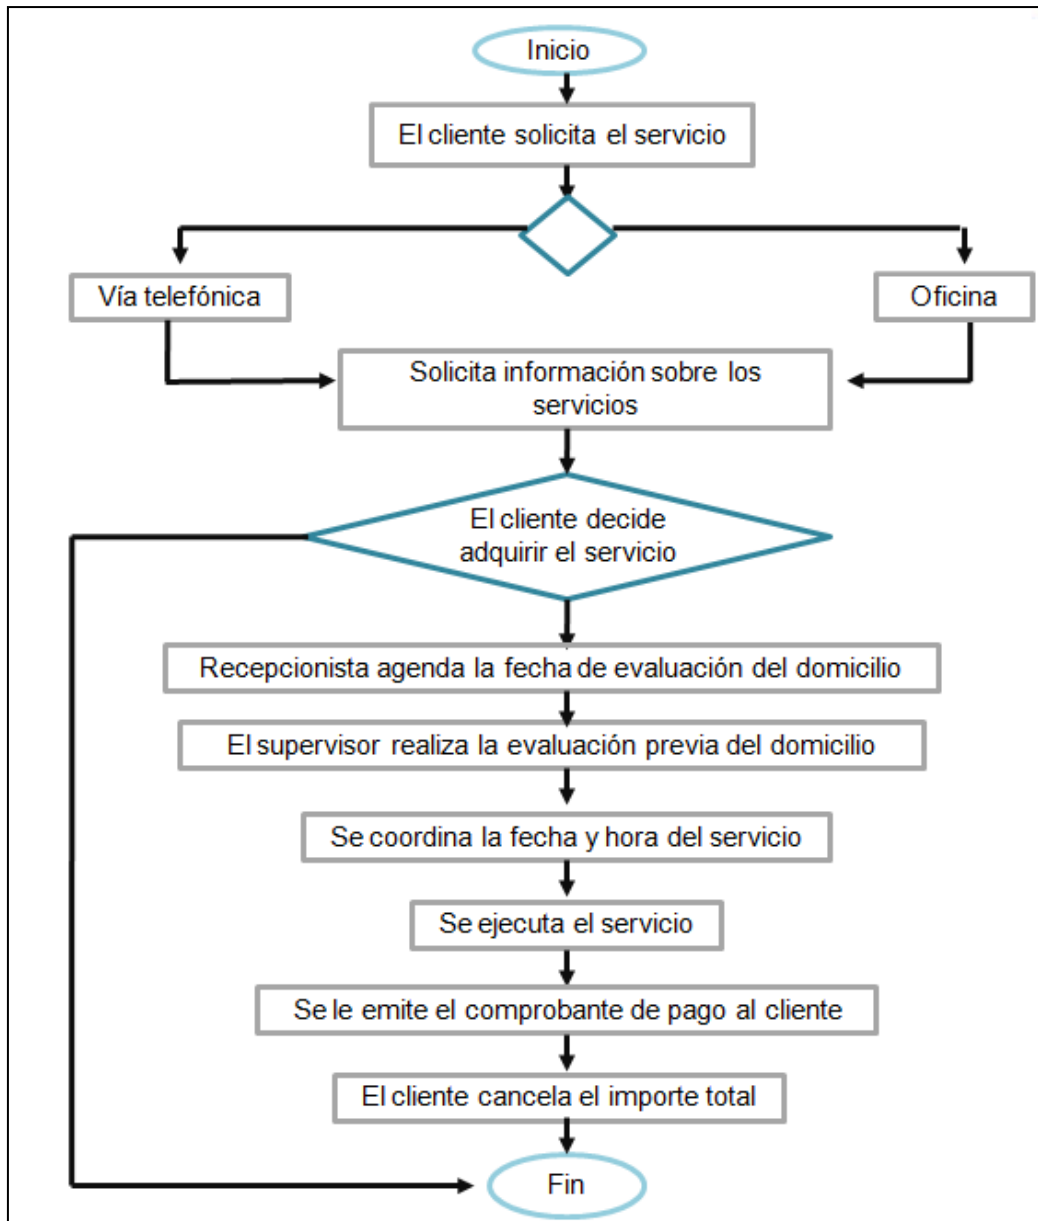 Inicio
El cliente solicita el servicio
Vía telefónica
Oficina
Solicita información sobre los
servicios
El cliente decide
adquirir el servicio
Recepcionista agenda la fecha de evaluación del domicilio
El supervisor realiza la evaluación previa del domicilio
Se coordina la fecha y hora del servicio
Se ejecuta el servicio
Se le emite el comprobante de pago al cliente
El cliente cancela el importe total
Fin